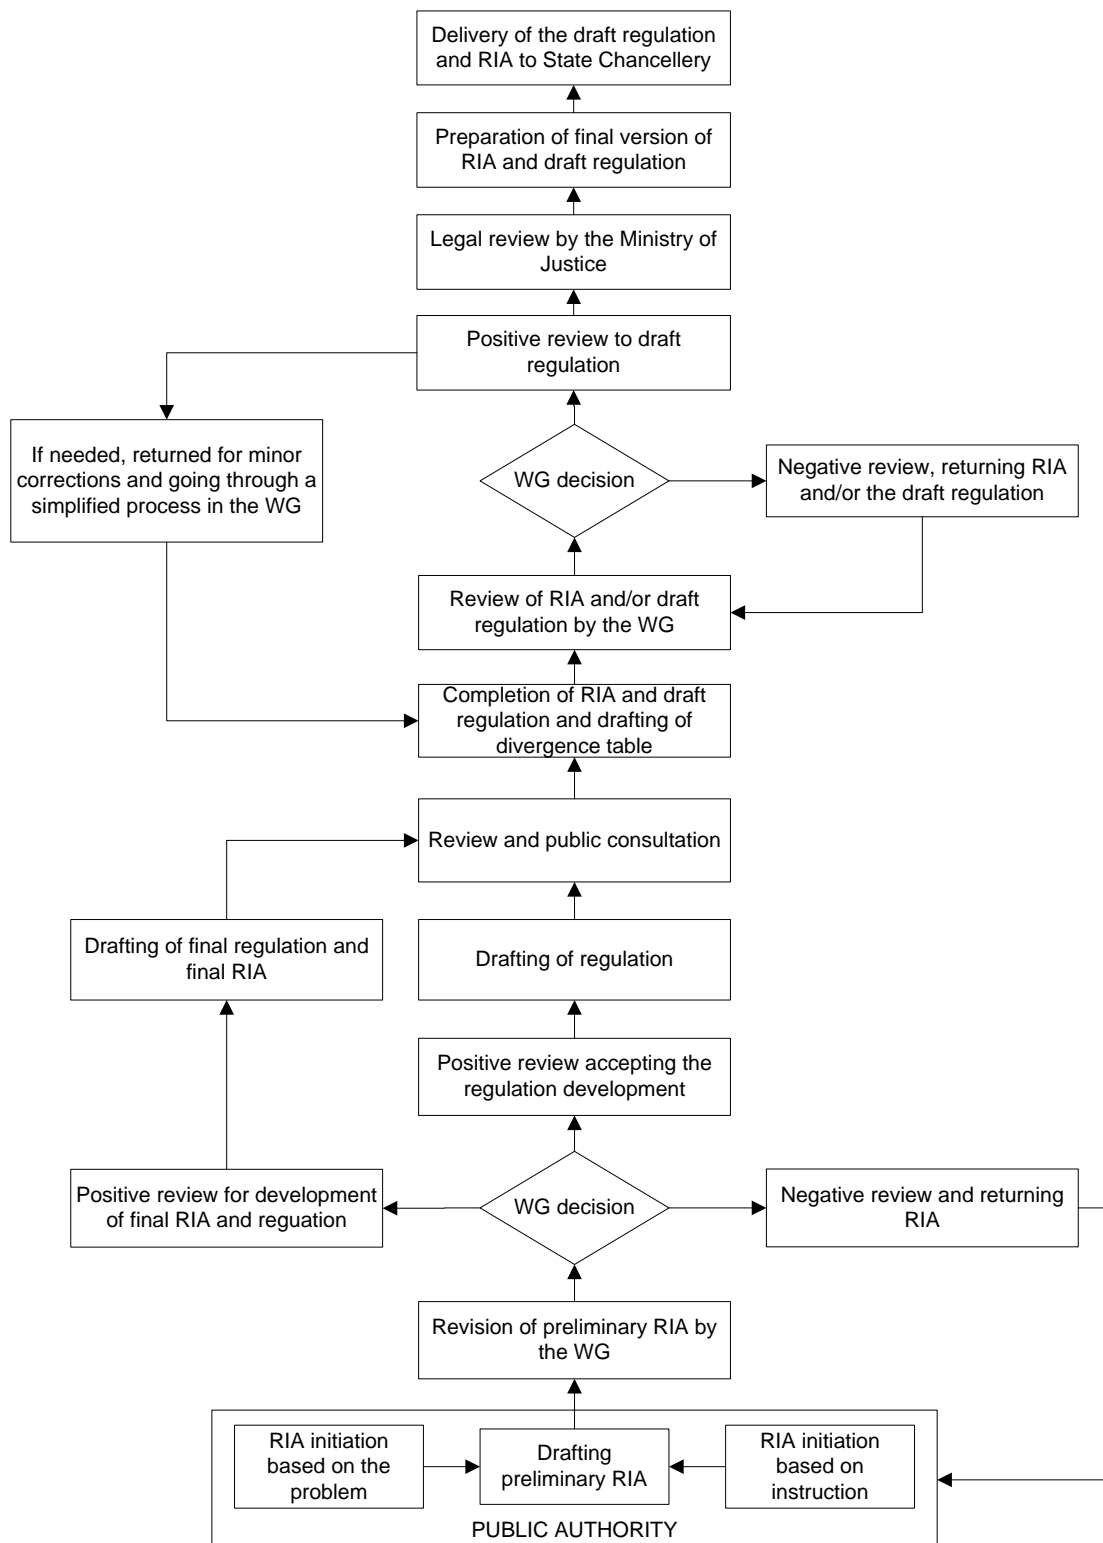 Delivery of the draft regulation
and RIA to State Chancellery
Preparation of final version of
RIA and draft regulation
Legal review by the Ministry of
Justice
Positive review to draft
regulation
If needed, returned for minor
corrections and going through a
simplified process in the WG
WG decision
Negative review, returning RIA
and/or the draft regulation
Review of RIA and/or draft
regulation by the WG
Completion of RIA and draft
regulation and drafting of
divergence table
Review and public consultation
Drafting of final regulation and
final RIA
Drafting of regulation
Positive review accepting the
regulation development
Positive review for development
of final RIA and reguation
WG decision
Negative review and returning
RIA
Revision of preliminary RIA by
the WG
RIA initiation
based on the
problem
Drafting
preliminary RIA
RIA initiation
based on
instruction
PUBLIC AUTHORITY